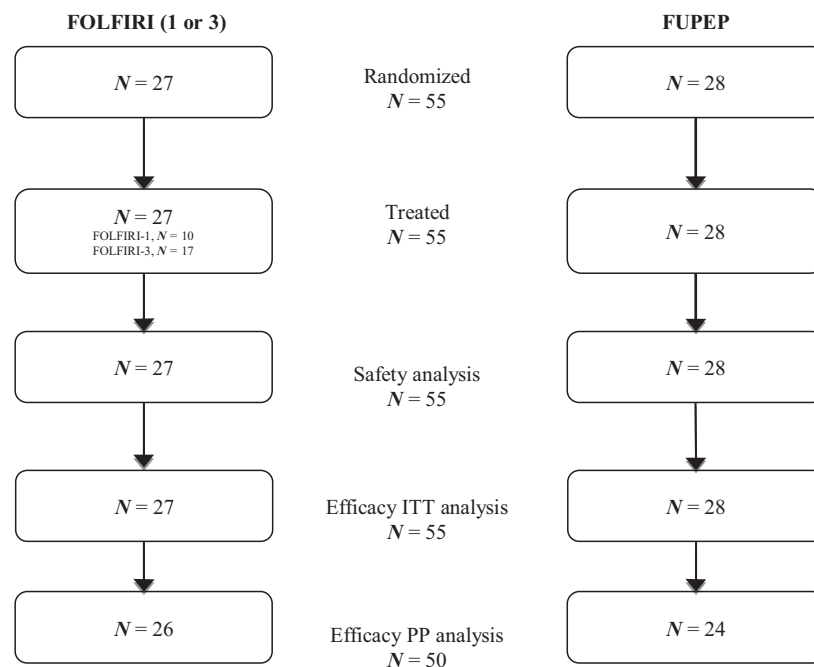 FOLFIRI (1 or 3)
FUPEP
N = 27
Randomized
N = 55
N = 28
N = 27
FOLFIRI-1, N = 10
FOLFIRI-3, N = 17
Treated
N = 55
N = 28
N = 27
Safety analysis
N = 55
N = 28
N = 27
Efficacy ITT analysis
N = 55
N = 28
N = 26
Efficacy PP analysis
N = 50
N = 24